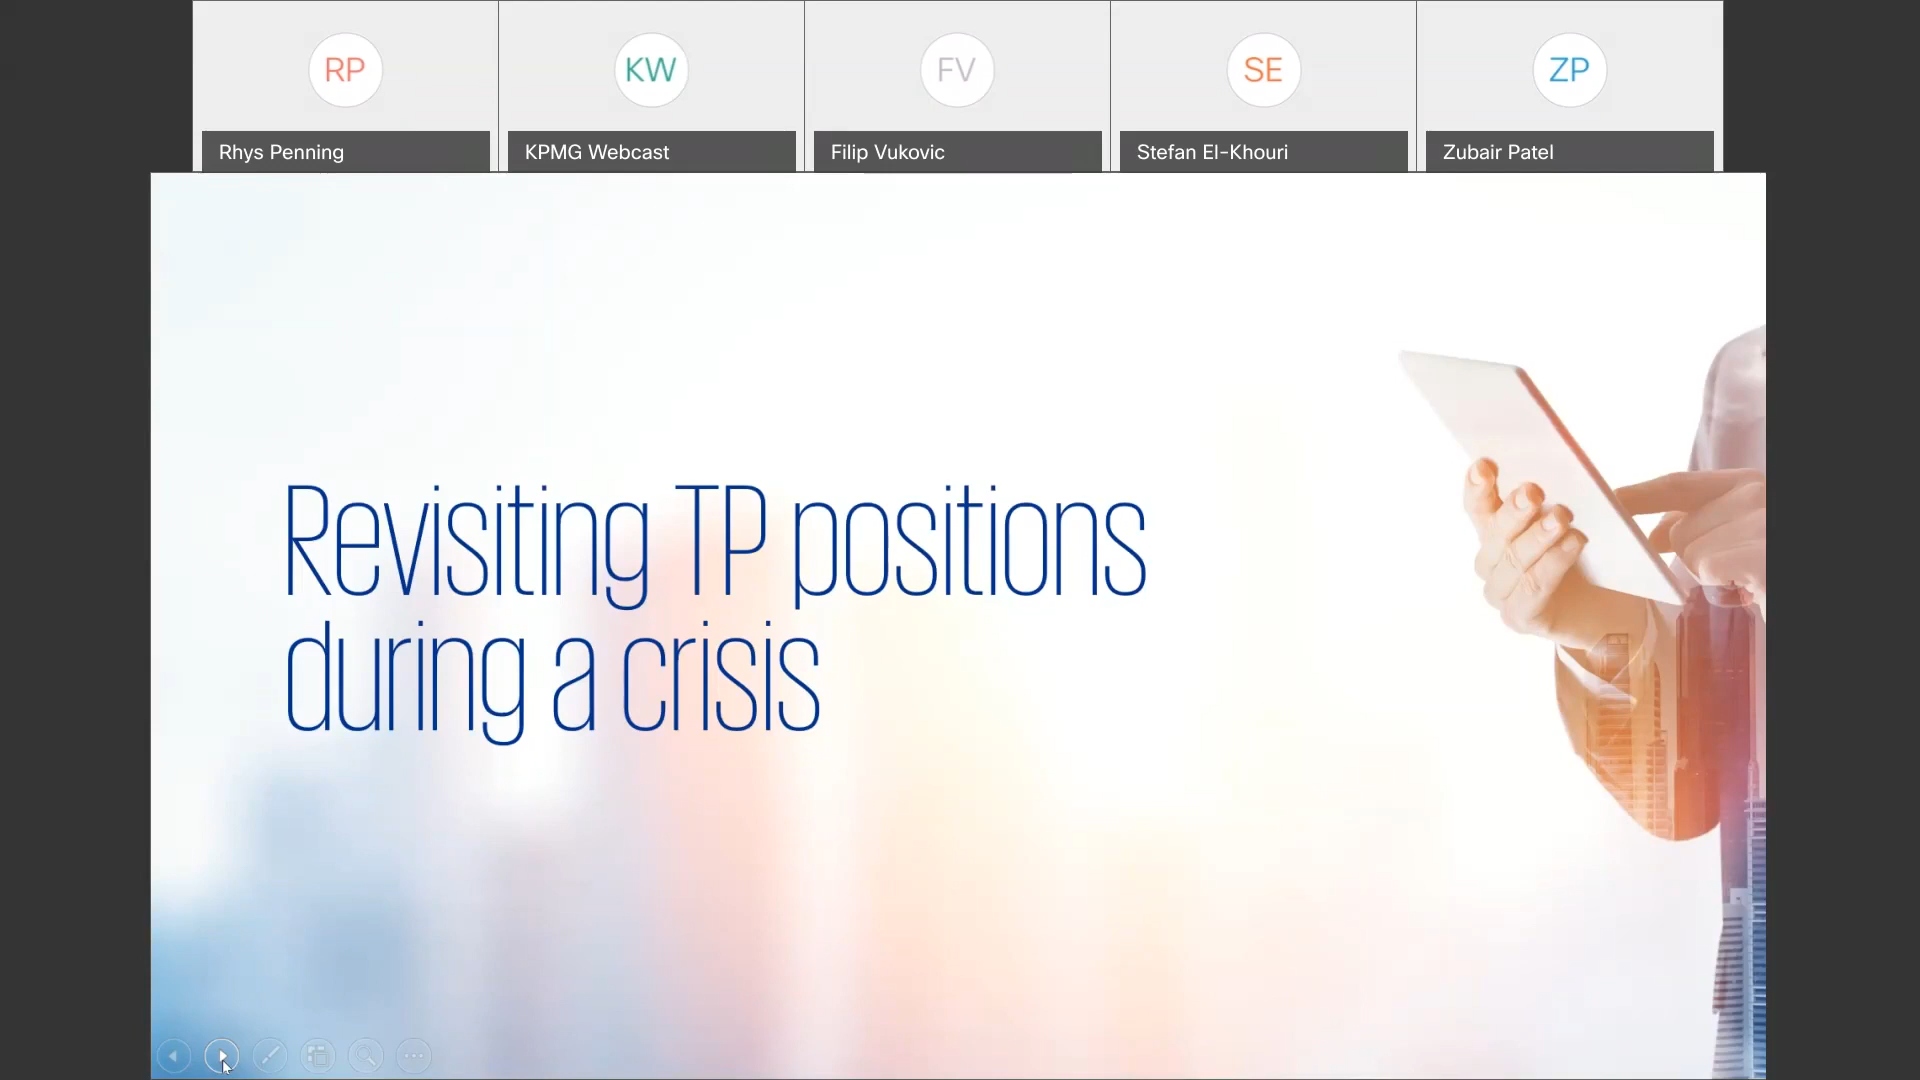 RP
KW
FV
SE
ZP
Rhys Penning
KPMG Webcast
Filip Vukovic
Stefan El-Khouri
Zubair Patel
Revisiting TP positions
during a crisis